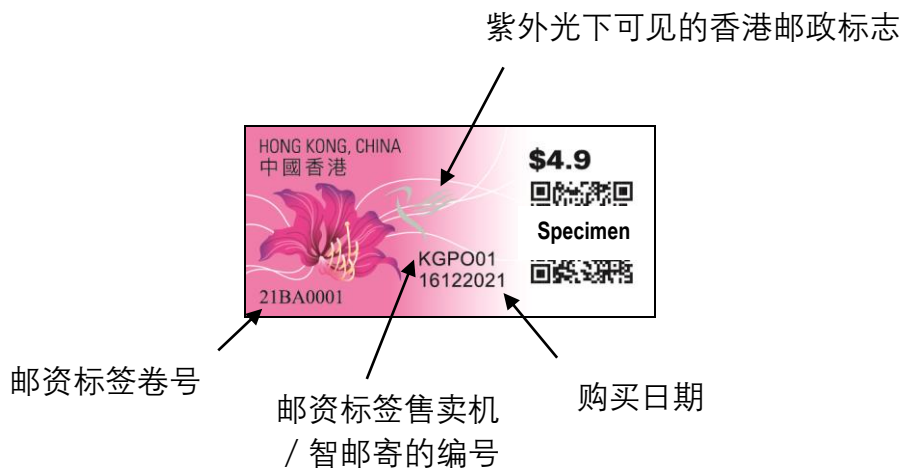 紫外光下可见的香港邮政标志
HONG KONG, CHINA
中國香港
$4.9
Specimen
KGPO01
16122021
21BA0001
邮资标签卷号
邮资标签售卖机
/ 智邮寄的编号
购买日期